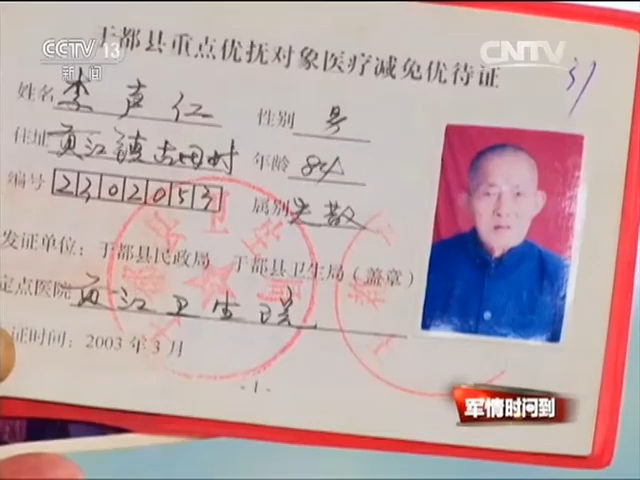 CCTV 13
新闻
CNTV
于都县重点优抚对象医疗减免优待证
37
姓名 李声仁 性别 男
住址 贡江镇古田村 年龄 84
编号 2302053 属别 失散
发证单位：于都县民政局 于都县卫生局（盖章）
定点医院 贡江卫生院
证时间：2003年3月
-1-
军情时间到